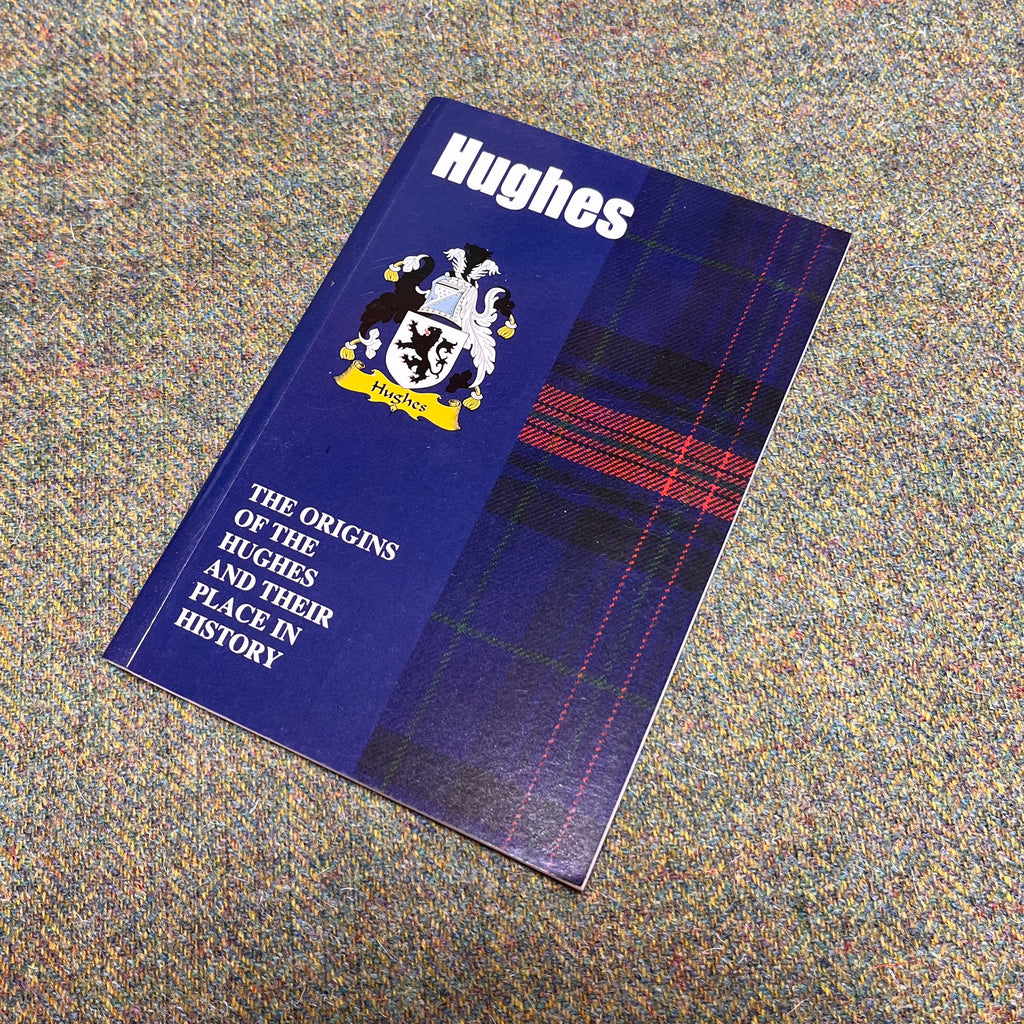 Hughes
Hughes
THE ORIGINS
OF THE
HUGHES
AND THEIR
PLACE IN
HISTORY